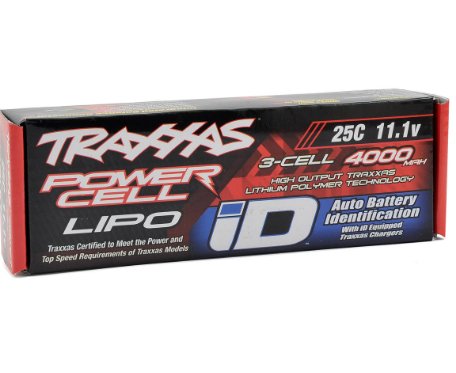 TRAXXAS
POWER
CELL
LIPO
Traxxas Certified to Meet the Power and
Top Speed Requirements of Traxxas Models
25C 11.1v
3-CELL 4000 MAH
HIGH OUTPUT TRAXXAS
LITHIUM POLYMER TECHNOLOGY
iD
Auto Battery
Identification
With iD Equipped
Traxxas Chargers